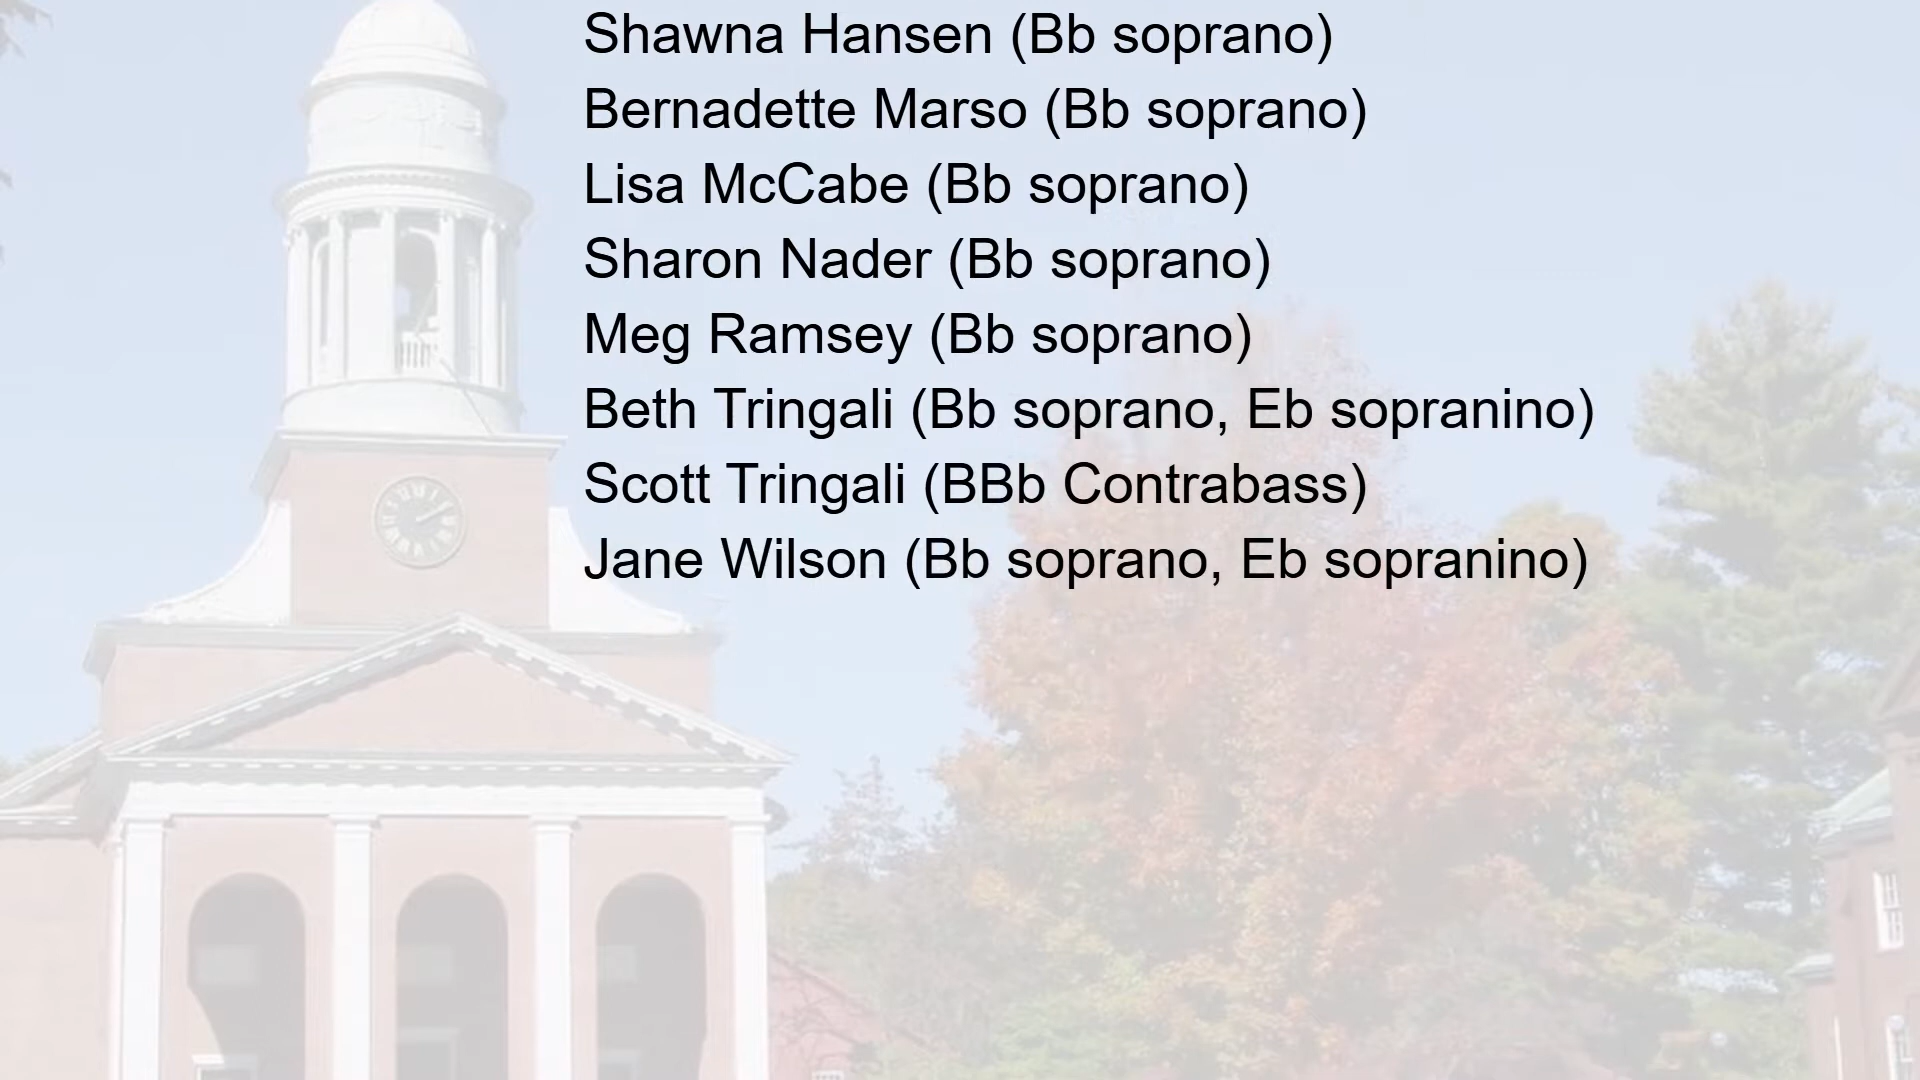 Shawna Hansen (Bb soprano)
Bernadette Marso (Bb soprano)
Lisa McCabe (Bb soprano)
Sharon Nader (Bb soprano)
Meg Ramsey (Bb soprano)
Beth Tringali (Bb soprano, Eb sopranino)
Scott Tringali (BBb Contrabass)
Jane Wilson (Bb soprano, Eb sopranino)